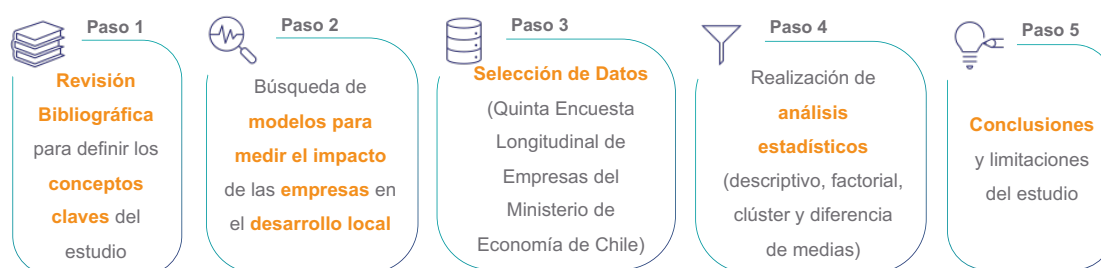 Paso 1
Revisión
Bibliográfica
para definir los
conceptos
claves del
estudio
Paso 2
Búsqueda de
modelos para
medir el impacto
de las empresas en
el desarrollo local
Paso 3
Selección de Datos
(Quinta Encuesta
Longitudinal de
Empresas del
Ministerio de
Economía de Chile)
Paso 4
Realización de
análisis
estadísticos
(descriptivo, factorial,
clúster y diferencia
de medias)
Paso 5
Conclusiones
y limitaciones
del estudio